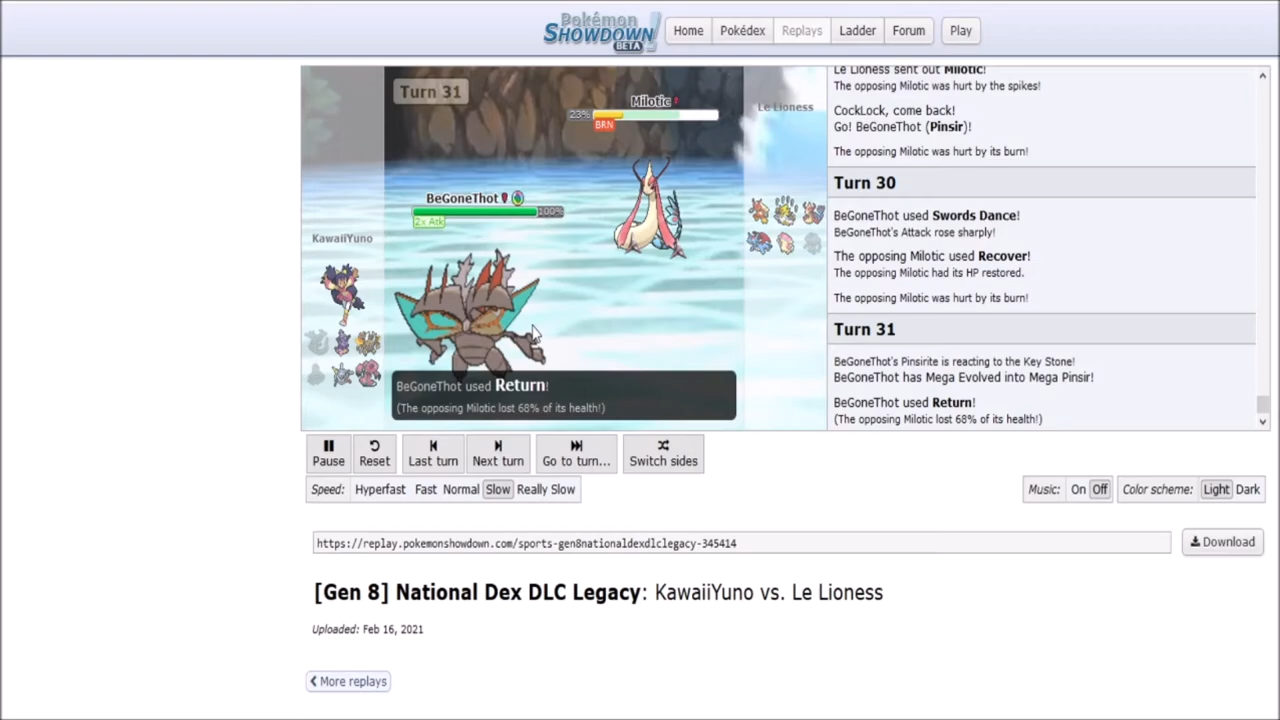 Pokémon
SHOWDOWN!
BETA
Home
Pokédex
Replays
Ladder
Forum
Play
Turn 31
Milotic
23%
BRN
Le Lioness
BeGoneThot
100%
2x Atk
KawaiiYuno
BeGoneThot used Return!
(The opposing Milotic lost 68% of its health!)
Le Lioness sent out Milotic!
The opposing Milotic was hurt by the spikes!
CockLock, come back!
Go! BeGoneThot (Pinsir)!
The opposing Milotic was hurt by its burn!
Turn 30
BeGoneThot used Swords Dance!
BeGoneThot's Attack rose sharply!
The opposing Milotic used Recover!
The opposing Milotic had its HP restored.
The opposing Milotic was hurt by its burn!
Turn 31
BeGoneThot's Pinsirite is reacting to the Key Stone!
BeGoneThot has Mega Evolved into Mega Pinsir!
BeGoneThot used Return!
(The opposing Milotic lost 68% of its health!)
Pause
Reset
Last turn
Next turn
Go to turn...
Switch sides
Speed: Hyperfast Fast Normal Slow Really Slow
Music: On Off
Color scheme: Light Dark
https://replay.pokemonshowdown.com/sports-gen8nationaldexdlclegacy-345414
Download
[Gen 8] National Dex DLC Legacy: KawaiiYuno vs. Le Lioness
Uploaded: Feb 16, 2021
More replays